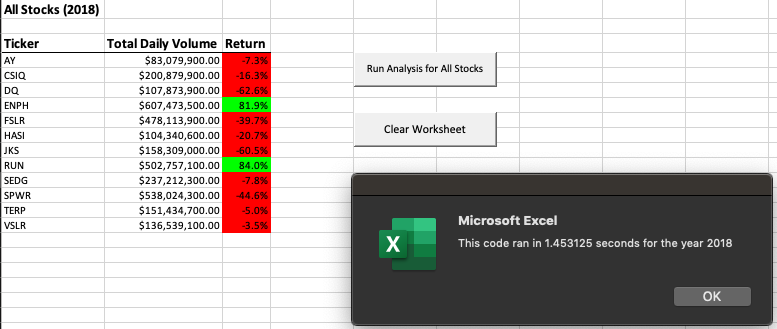 All Stocks (2018)
Ticker Total Daily Volume Return
AY $83,079,900.00 -7.3%
CSIQ $200,879,900.00 -16.3%
DQ $107,873,900.00 -62.6%
ENPH $607,473,500.00 81.9%
FSLR $478,113,900.00 -39.7%
HASI $104,340,600.00 -20.7%
JKS $158,309,000.00 -60.5%
RUN $502,757,100.00 84.0%
SEDG $237,212,300.00 -7.8%
SPWR $538,024,300.00 -44.6%
TERP $151,434,700.00 -5.0%
VSLR $136,539,100.00 -3.5%
Run Analysis for All Stocks
Clear Worksheet
X
Microsoft Excel
This code ran in 1.453125 seconds for the year 2018
OK